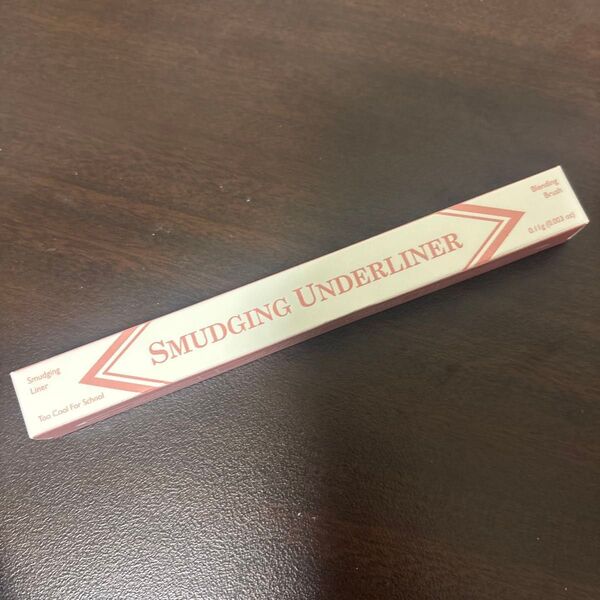 Smudging
Liner
Too Cool For School
SMUDGING UNDERLINER
Blending
Brush
0.11g (0.003 oz)